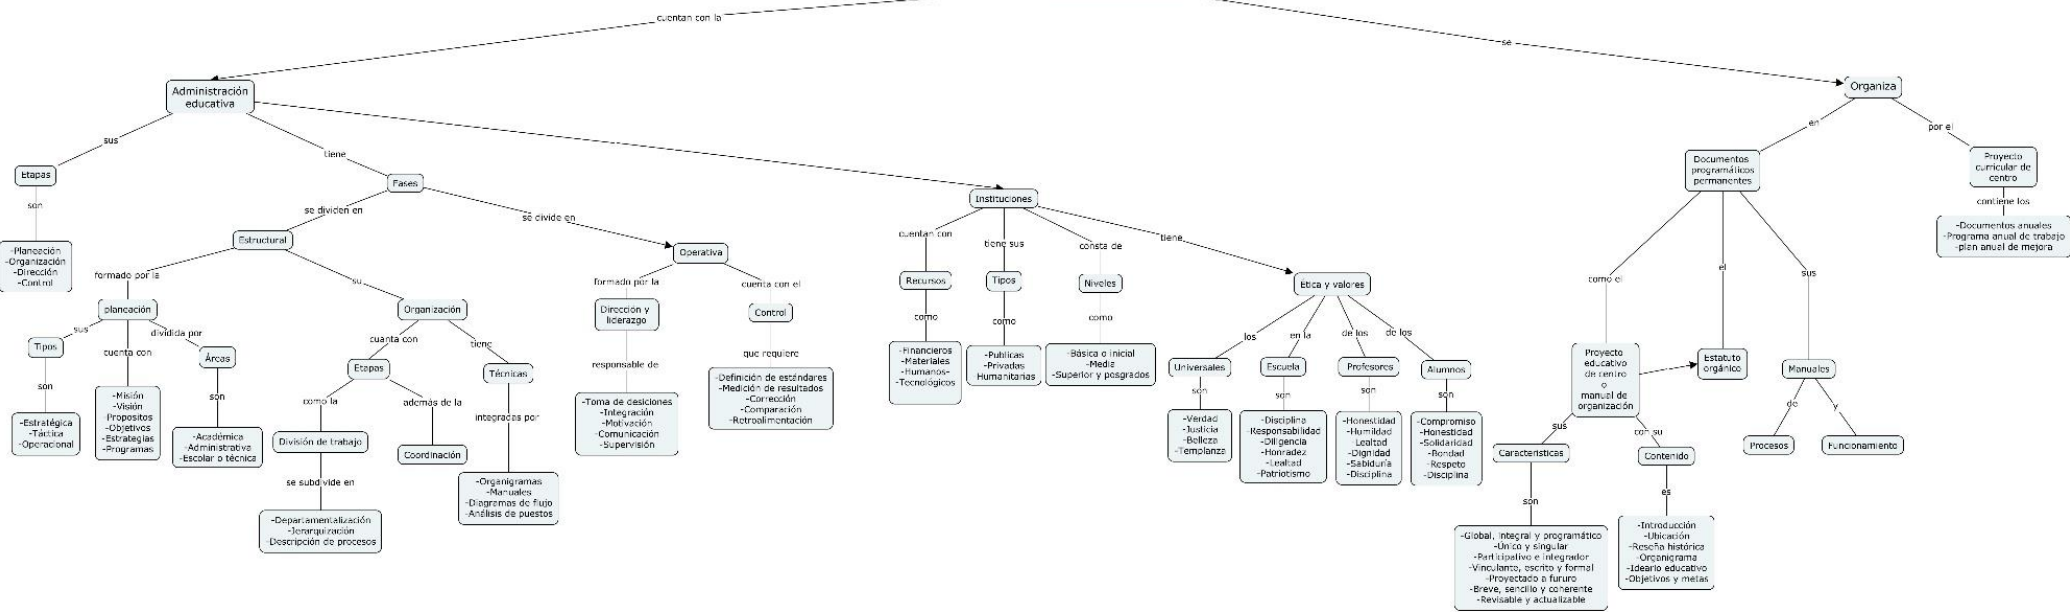 cuentan con la
se
Administración
educativa
Organiza
sus
tiene
en
por el
Etapas
Fases
Instituciones
Documentos
programáticos
permanentes
Proyecto
curricular de
centro
son
se dividen en
se divide en
contiene los
-Planeación
-Organización
-Dirección
-Control
Estructural
Operativa
cuentan con
tiene sus
consta de
tiene
-Documentos anuales
-Programa anual de trabajo
-plan anual de mejora
formado por la
su
formado por la
cuenta con el
Recursos
Tipos
Niveles
Ética y valores
como el
el
sus
planeación
Organización
Dirección y
liderazgo
Control
como
como
como
sus
cuenta con
dividida por
cuanta con
tiene
los
en la
de los
de los
Tipos
Áreas
Etapas
Técnicas
responsable de
que requiere
-Financieros
-Materiales
-Humanos-
-Tecnológicos
-Publicas
-Privadas
-Humanitarias
-Básica o inicial
-Media
-Superior y posgrados
Universales
Escuela
Profesores
Alumnos
Proyecto
educativo
de centro
o
manual de
organización
Estatuto
orgánico
Manuales
son
son
como la
además de la
integradas por
son
son
son
son
de
y
-Estratégica
-Táctica
-Operacional
-Misión
-Visión
-Propositos
-Objetivos
-Estrategias
-Programas
-Académica
-Administrativa
-Escolar o técnica
División de trabajo
Coordinación
-Toma de desiciones
-Integración
-Motivación
-Comunicación
-Supervisión
-Definición de estándares
-Medición de resultados
-Corrección
-Comparación
-Retroalimentación
-Verdad
-Justicia
-Belleza
-Templanza
-Disciplina
-Responsabilidad
-Diligencia
-Honradez
-Lealtad
-Patriotismo
-Honestidad
-Humildad
-Lealtad
-Dignidad
-Sabiduría
-Disciplina
-Compromiso
-Honestidad
-Solidaridad
-Bondad
-Respeto
-Disciplina
sus
con su
Procesos
Funcionamiento
Caracteristicas
Contenido
se subdivide en
-Organigramas
-Manuales
-Diagramas de flujo
-Análisis de puestos
son
es
-Departamentalización
-Jerarquización
-Descripción de procesos
-Global, integral y programático
-Único y singular
-Participativo e integrador
-Vinculante, escrito y formal
-Proyectado a fururo
-Breve, sencillo y coherente
-Revisable y actualizable
-Introducción
-Ubicación
-Reseña histórica
-Organigrama
-Ideario educativo
-Objetivos y metas